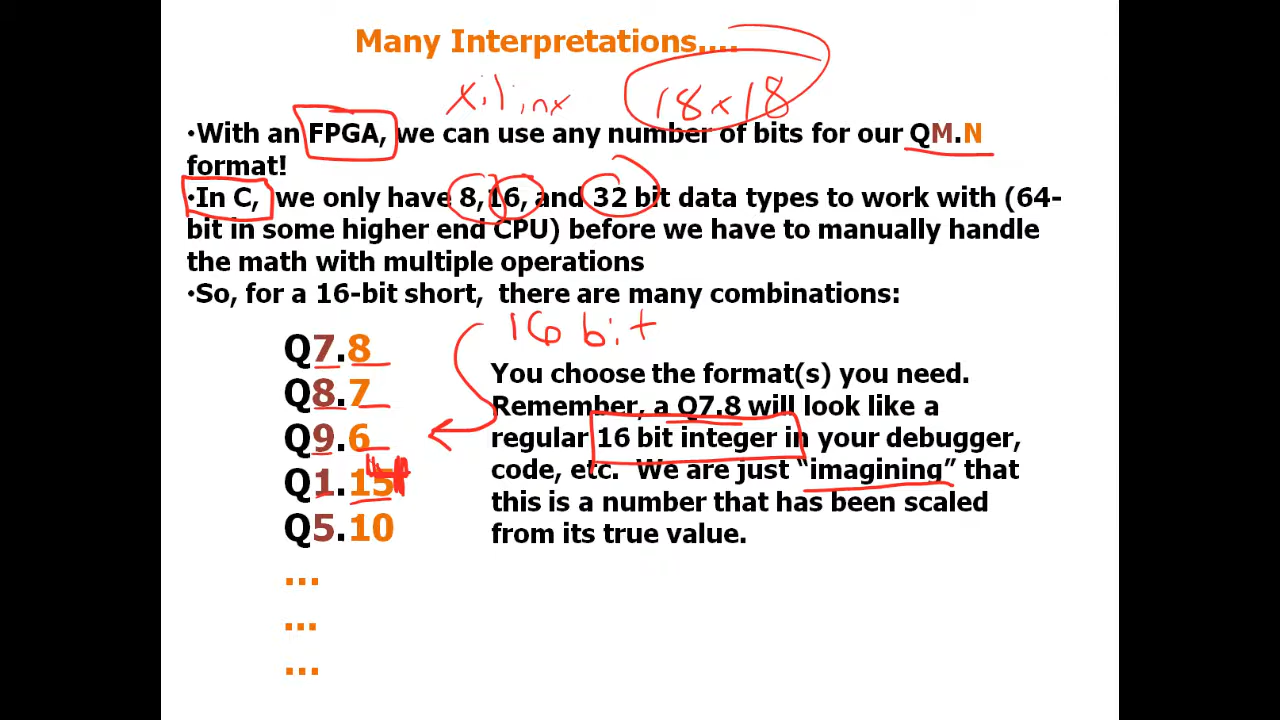 Many Interpretations....
xilinx 18x18
•With an FPGA, we can use any number of bits for our QM.N
format!
•In C, we only have 8,16, and 32 bit data types to work with (64-
bit in some higher end CPU) before we have to manually handle
the math with multiple operations
•So, for a 16-bit short, there are many combinations:
16 bit
Q7.8
Q8.7
Q9.6
Q1.15
Q5.10
...
...
...
You choose the format(s) you need.
Remember, a Q7.8 will look like a
regular 16 bit integer in your debugger,
code, etc. We are just “imagining” that
this is a number that has been scaled
from its true value.